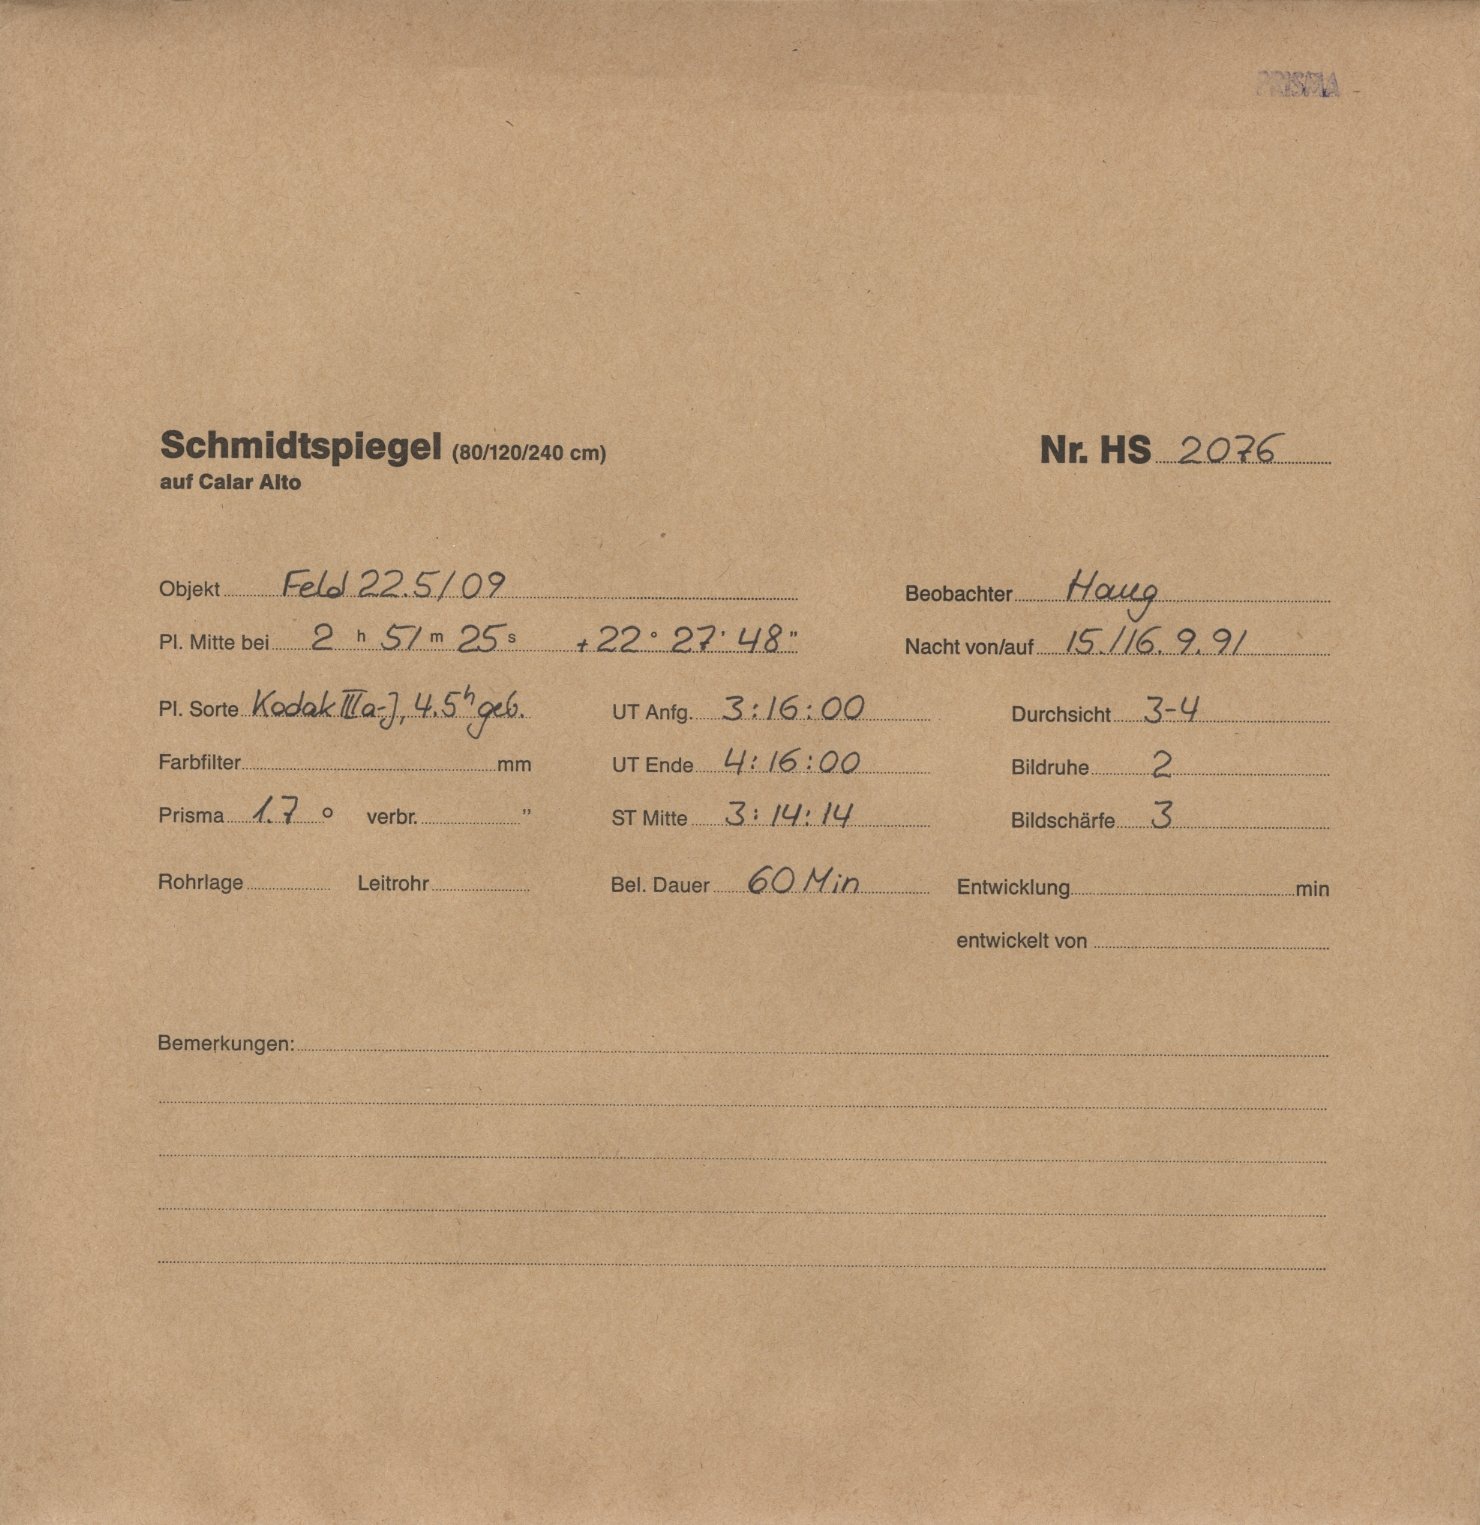 PRISMA
Schmidtspiegel (80/120/240 cm) Nr. HS 2076
auf Calar Alto
Objekt Feld 22.5/09 Beobachter Haug
Pl. Mitte bei 2 h 51 m 25 s +22° 27' 48" Nacht von/auf 15./16. 9. 91
Pl. Sorte Kodak IIIa-J, 4.5h geb. UT Anfg. 3:16:00 Durchsicht 3-4
Farbfilter mm UT Ende 4:16:00 Bildruhe 2
Prisma 1.7 ° verbr. " ST Mitte 3:14:14 Bildschärfe 3
Rohrlage Leitrohr Bel. Dauer 60 Min Entwicklung min
entwickelt von
Bemerkungen: